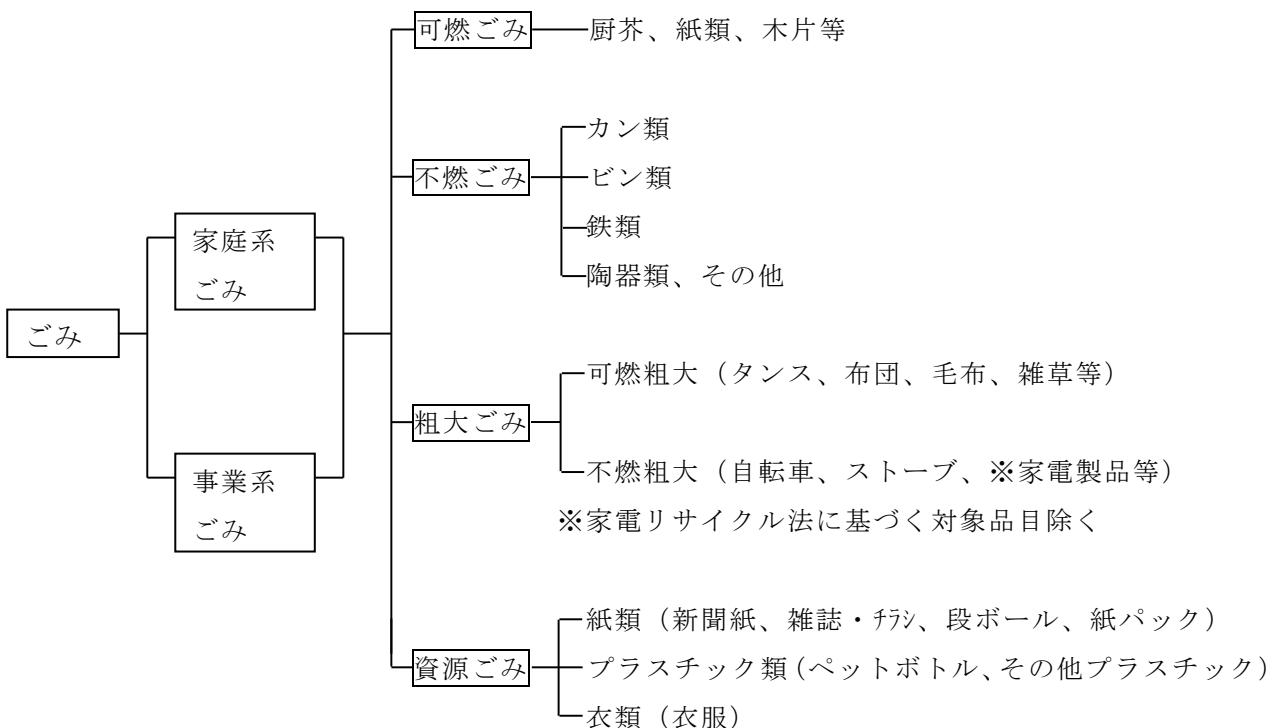 可燃ごみ
厨芥、紙類、木片等
不燃ごみ
カン類
ビン類
鉄類
陶器類、その他
家庭系
ごみ
ごみ
事業系
ごみ
粗大ごみ
可燃粗大（タンス、布団、毛布、雑草等）
不燃粗大（自転車、ストーブ、※家電製品等）
※家電リサイクル法に基づく対象品目除く
資源ごみ
紙類（新聞紙、雑誌・ﾁﾗｼ、段ボール、紙パック）
プラスチック類（ペットボトル、その他プラスチック）
衣類（衣服）